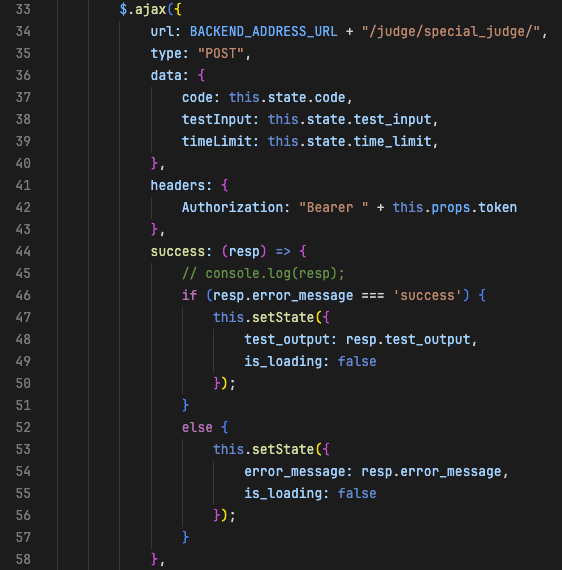 33 $.ajax({
34 url: BACKEND_ADDRESS_URL + "/judge/special_judge/",
35 type: "POST",
36 data: {
37 code: this.state.code,
38 testInput: this.state.test_input,
39 timeLimit: this.state.time_limit,
40 },
41 headers: {
42 Authorization: "Bearer " + this.props.token
43 },
44 success: (resp) => {
45 // console.log(resp);
46 if (resp.error_message === 'success') {
47 this.setState({
48 test_output: resp.test_output,
49 is_loading: false
50 });
51 }
52 else {
53 this.setState({
54 error_message: resp.error_message,
55 is_loading: false
56 });
57 }
58 },